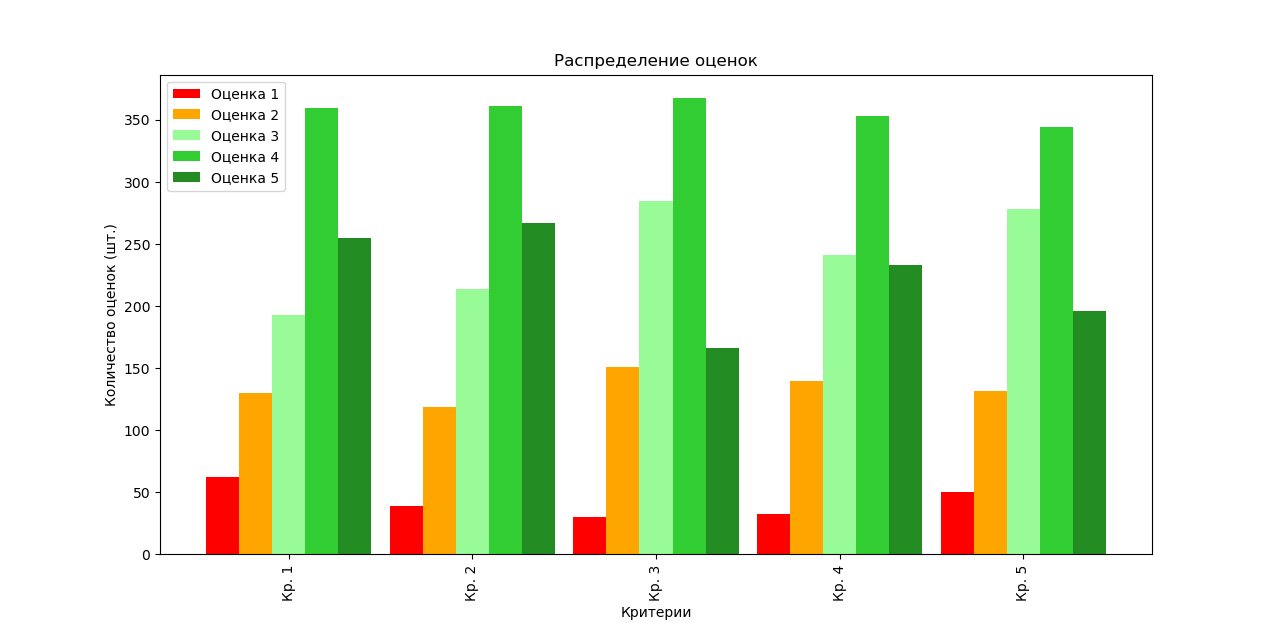 Распределение оценок
Оценка 1
Оценка 2
Оценка 3
Оценка 4
Оценка 5
Количество оценок (шт.)
350
300
250
200
150
100
50
0
Кр. 1
Кр. 2
Кр. 3
Кр. 4
Кр. 5
Критерии